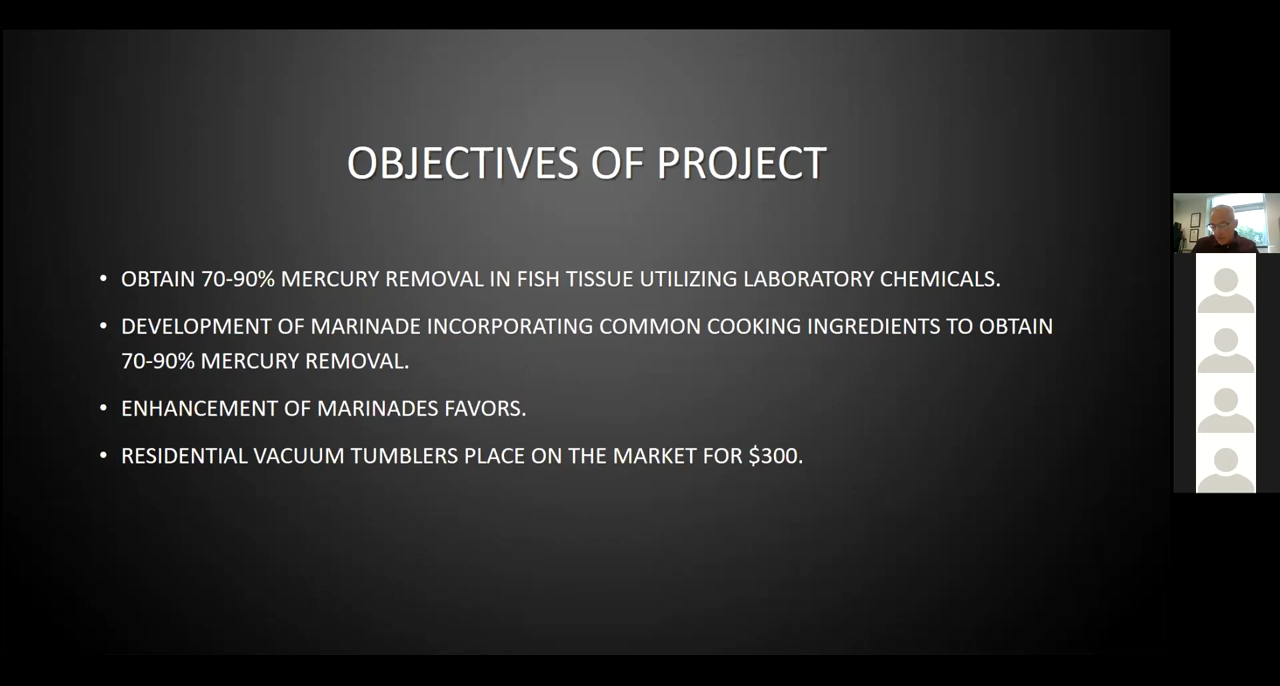 OBJECTIVES OF PROJECT
• OBTAIN 70-90% MERCURY REMOVAL IN FISH TISSUE UTILIZING LABORATORY CHEMICALS.
• DEVELOPMENT OF MARINADE INCORPORATING COMMON COOKING INGREDIENTS TO OBTAIN
70-90% MERCURY REMOVAL.
• ENHANCEMENT OF MARINADES FAVORS.
• RESIDENTIAL VACUUM TUMBLERS PLACE ON THE MARKET FOR $300.